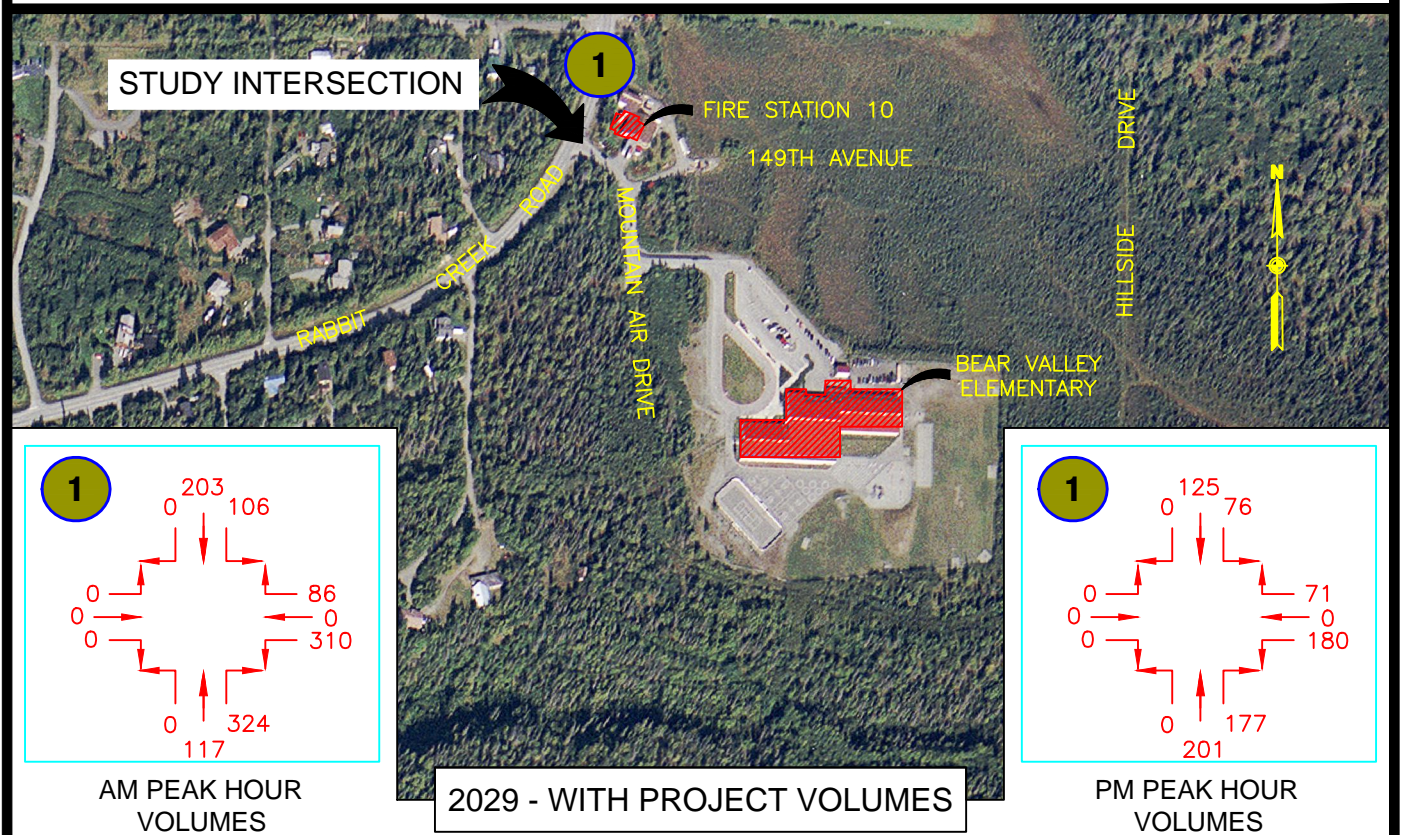 STUDY INTERSECTION
1
FIRE STATION 10
149TH AVENUE
HILLSIDE DRIVE
N
RABBIT CREEK ROAD
MOUNTAIN AIR DRIVE
BEAR VALLEY
ELEMENTARY
1
0 203 106
0 86
0 0
0 310
0 117 324
AM PEAK HOUR
VOLUMES
2029 - WITH PROJECT VOLUMES
1
0 125 76
0 71
0 0
0 180
0 201 177
PM PEAK HOUR
VOLUMES